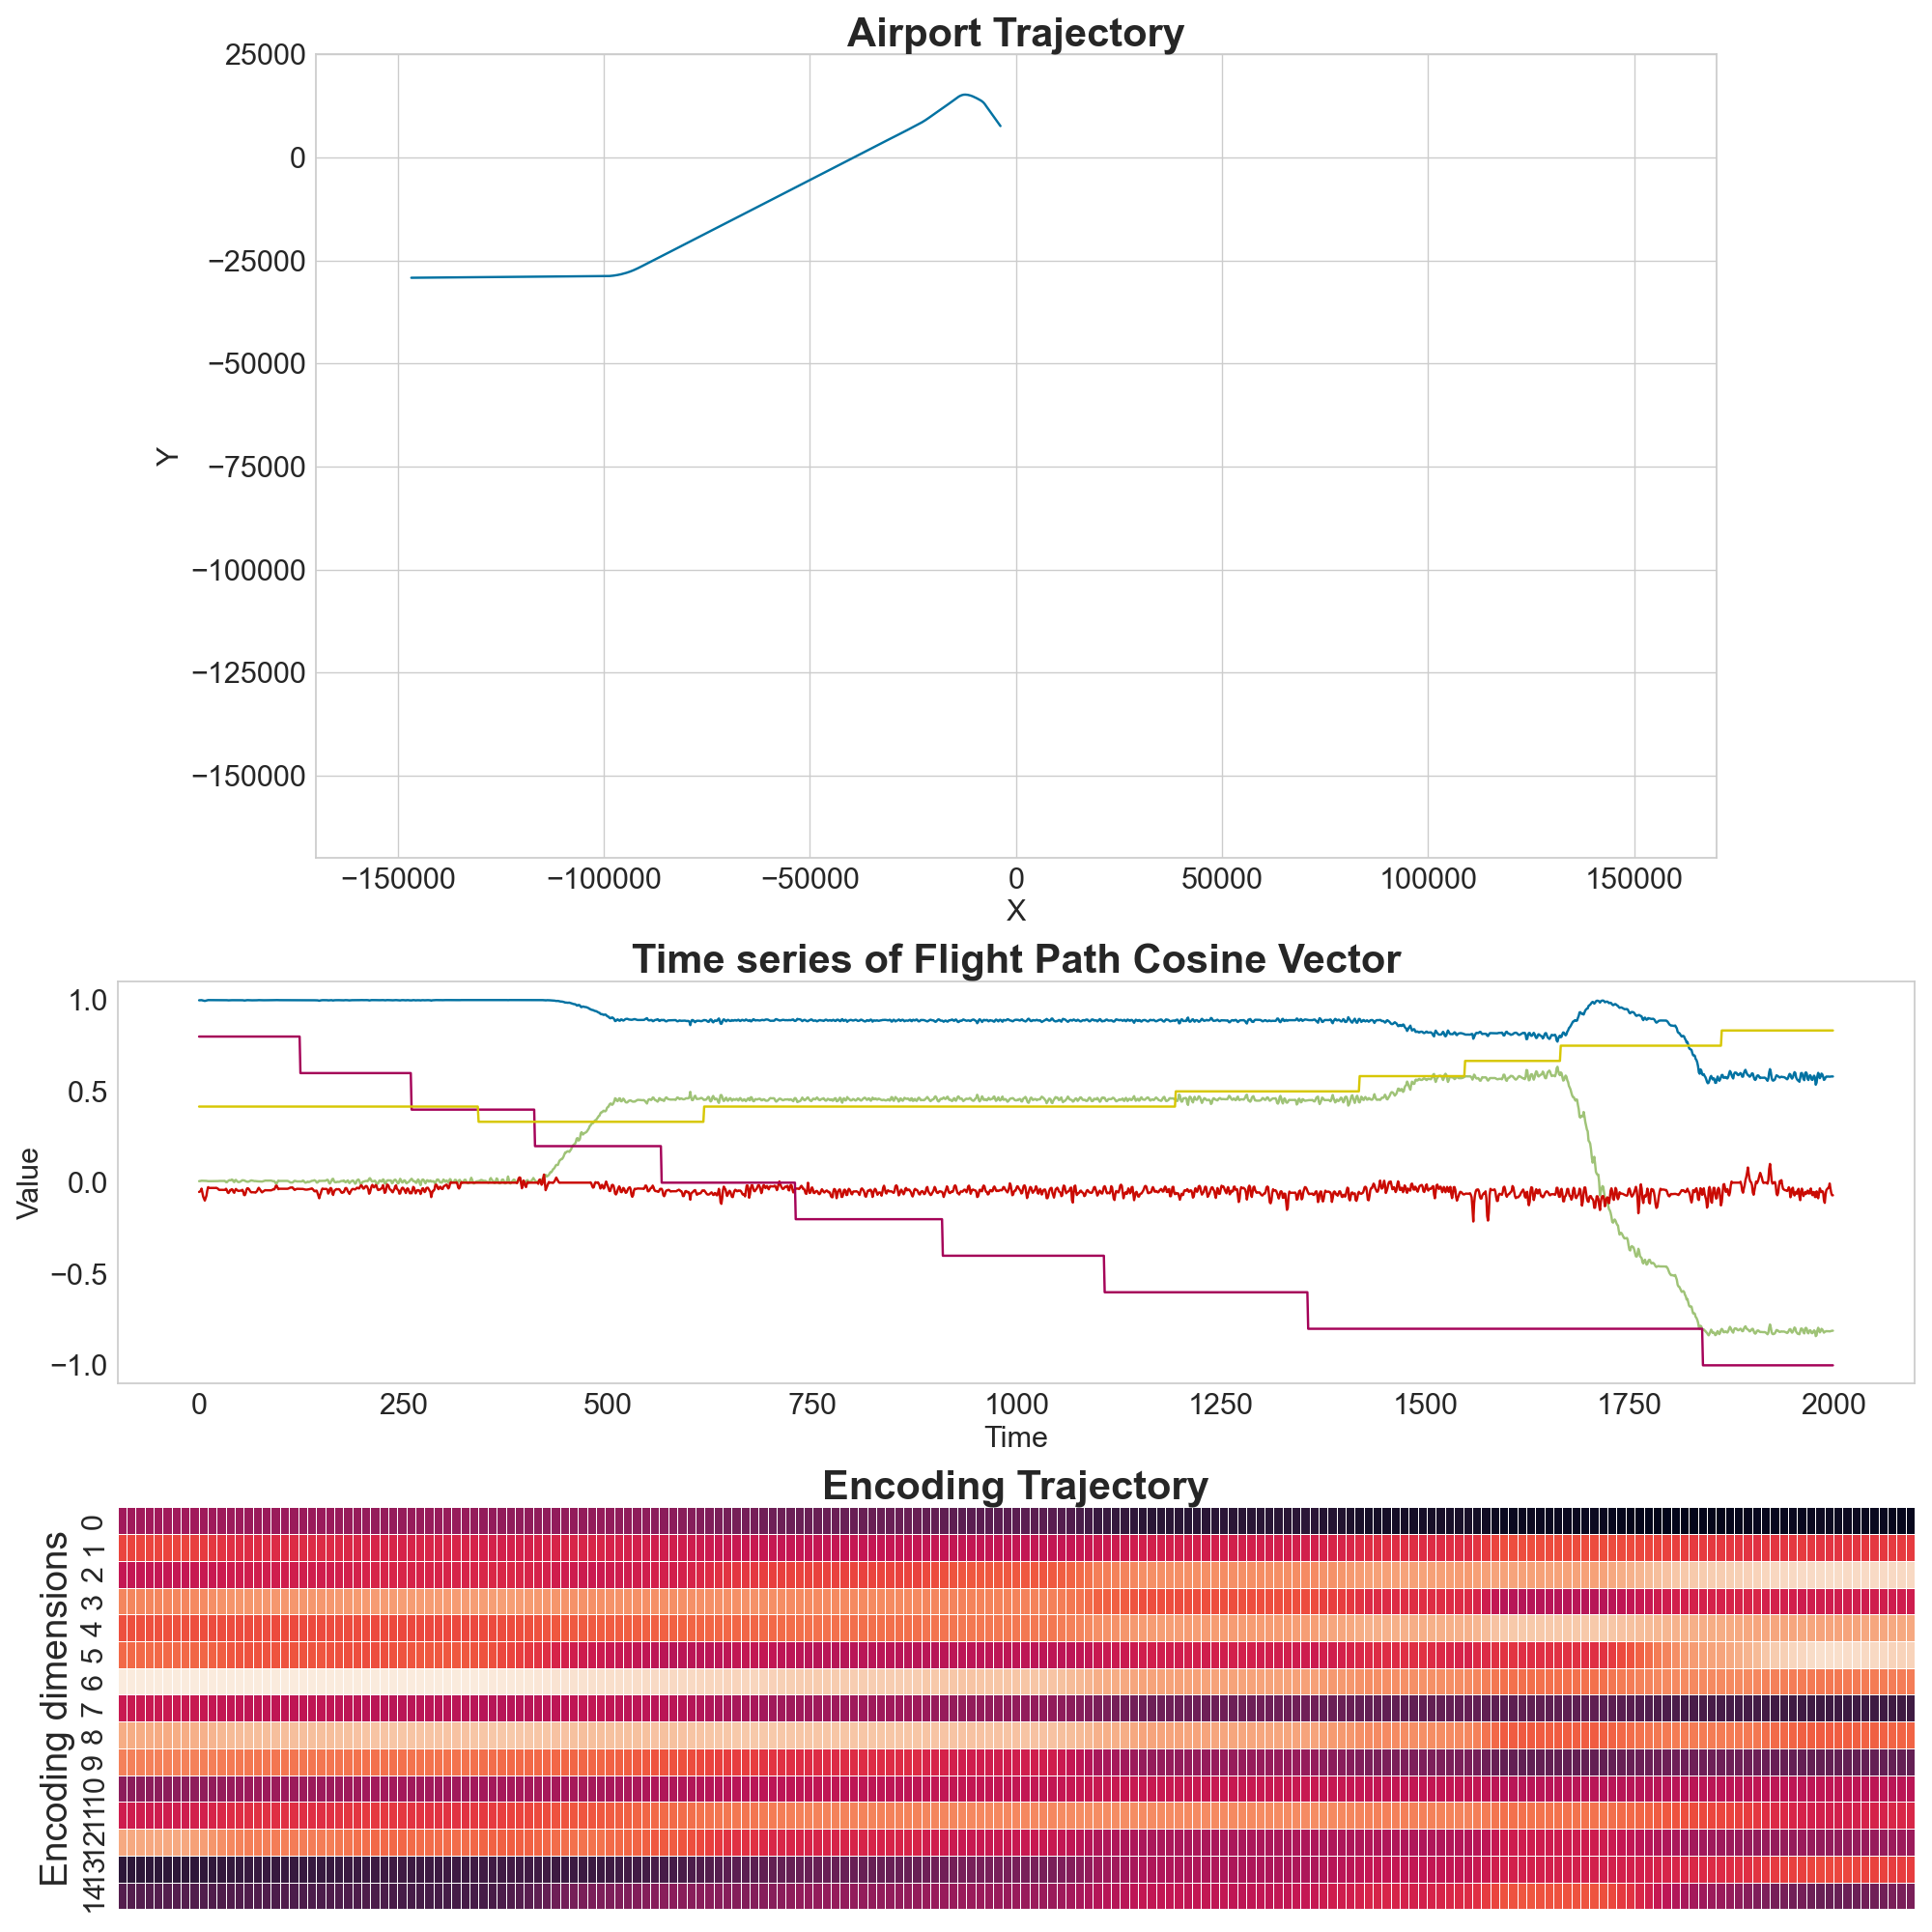 Airport Trajectory
25000
0
−25000
−50000
−75000
−100000
−125000
−150000
Y
−150000 −100000 −50000 0 50000 100000 150000
X
Time series of Flight Path Cosine Vector
1.0
0.5
0.0
−0.5
−1.0
Value
0 250 500 750 1000 1250 1500 1750 2000
Time
Encoding Trajectory
Encoding dimensions
0
1
2
3
4
5
6
7
8
9
10
11
12
13
14